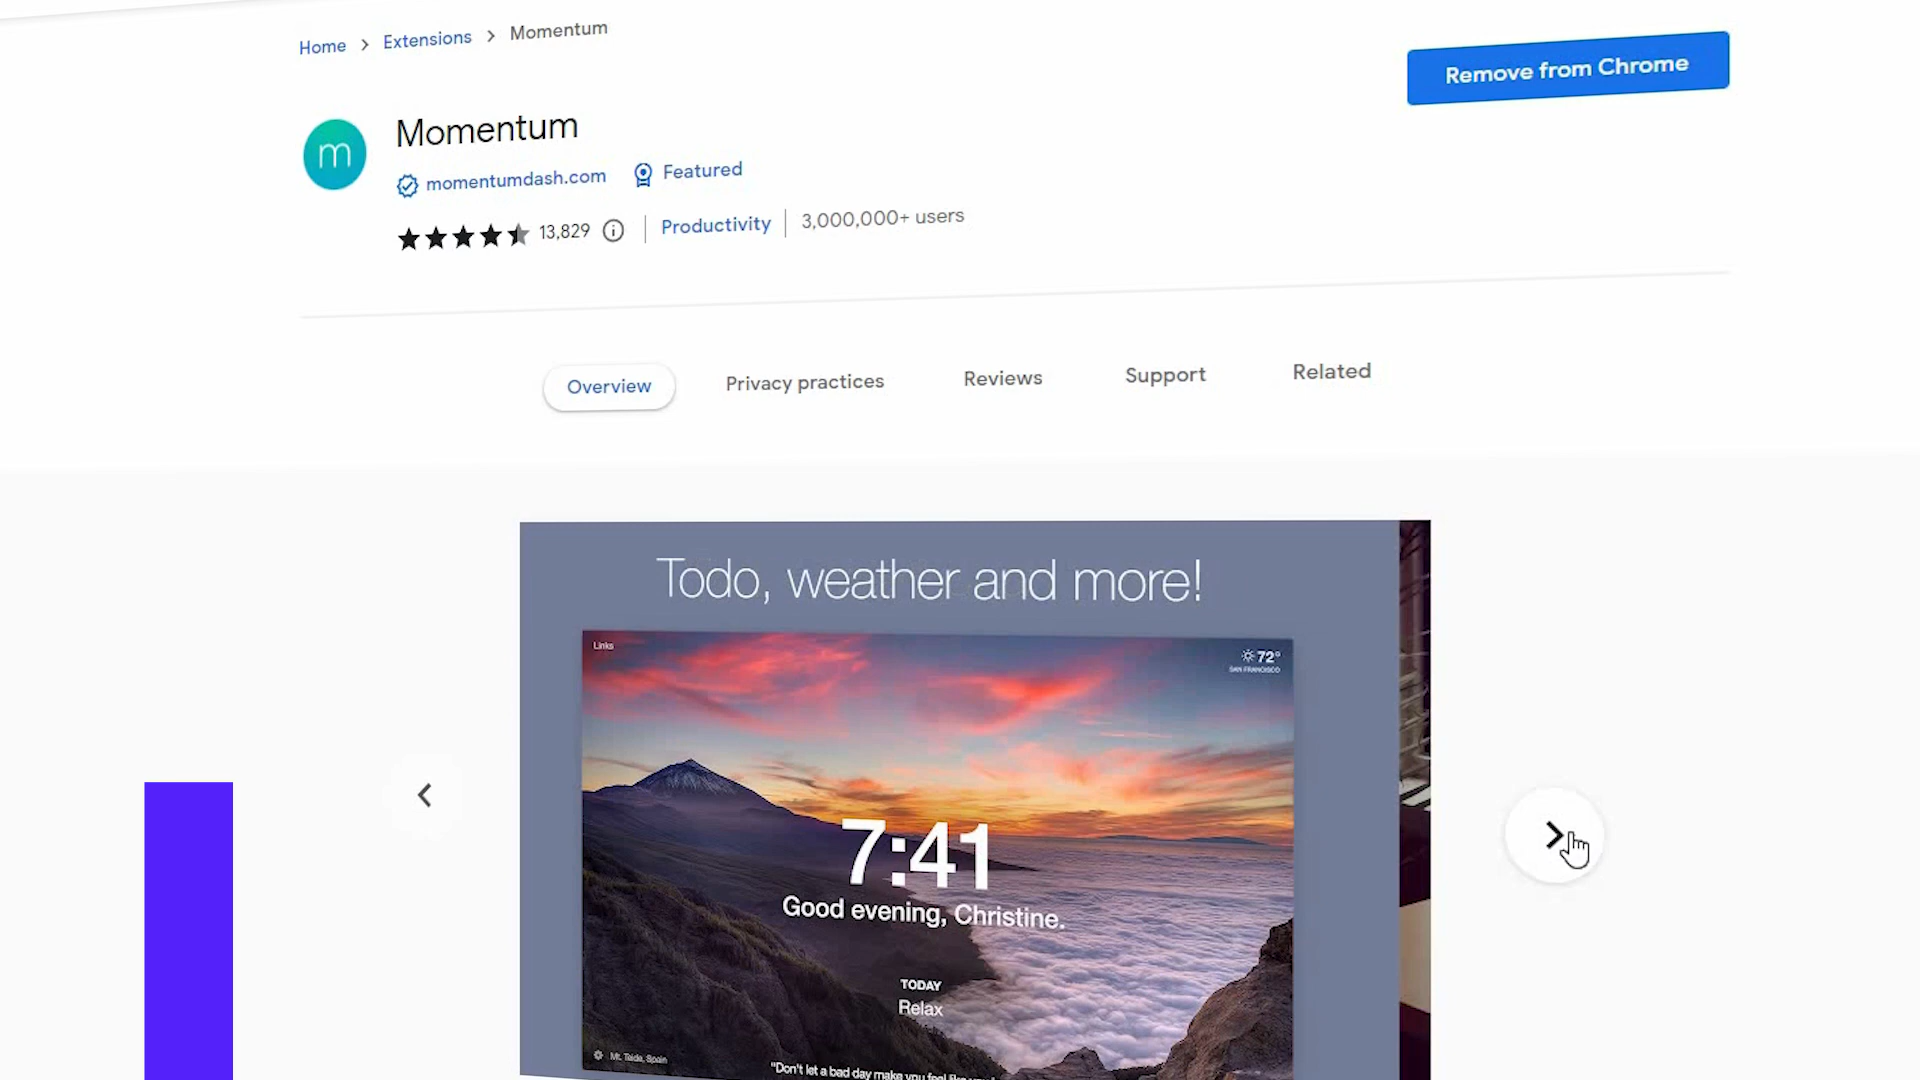 Home > Extensions > Momentum
Remove from Chrome
m
Momentum
momentumdash.com Featured
13,829 Productivity 3,000,000+ users
Overview Privacy practices Reviews Support Related
Todo, weather and more!
Links
72°
SAN FRANCISCO
7:41
Good evening, Christine.
TODAY
Relax
Mt. Teide, Spain
"Don't let a bad day make you feel like you